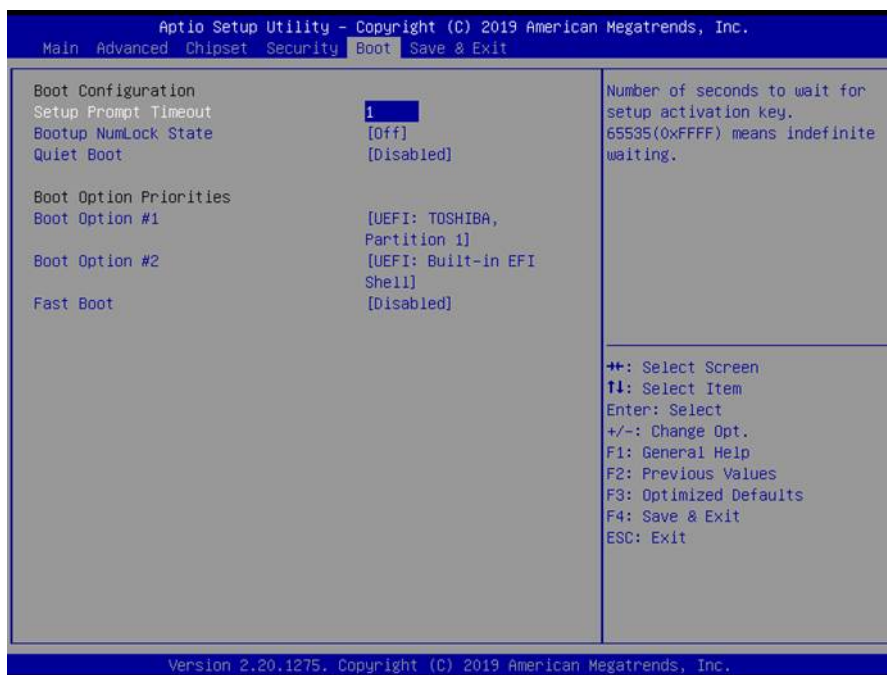 Aptio Setup Utility – Copyright (C) 2019 American Megatrends, Inc.
Main Advanced Chipset Security Boot Save & Exit
Boot Configuration
Setup Prompt Timeout 1
Bootup NumLock State [Off]
Quiet Boot [Disabled]
Boot Option Priorities
Boot Option #1 [UEFI: TOSHIBA,
Partition 1]
Boot Option #2 [UEFI: Built-in EFI
Shell]
Fast Boot [Disabled]
Number of seconds to wait for
setup activation key.
65535(0xFFFF) means indefinite
waiting.
→←: Select Screen
↑↓: Select Item
Enter: Select
+/-: Change Opt.
F1: General Help
F2: Previous Values
F3: Optimized Defaults
F4: Save & Exit
ESC: Exit
Version 2.20.1275. Copyright (C) 2019 American Megatrends, Inc.